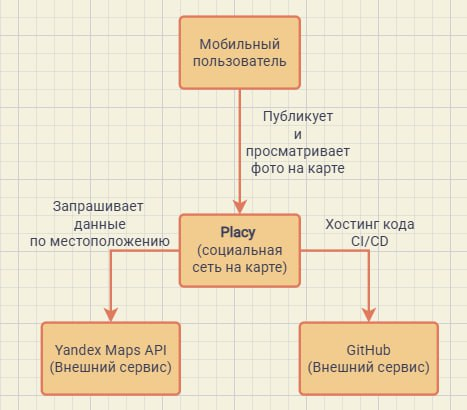 Мобильный
пользователь
Публикует
и
просматривает
фото на карте
Запрашивает
данные
по местоположению
Placy
(социальная
сеть на карте)
Хостинг кода
CI/CD
Yandex Maps API
(Внешний сервис)
GitHub
(Внешний сервис)